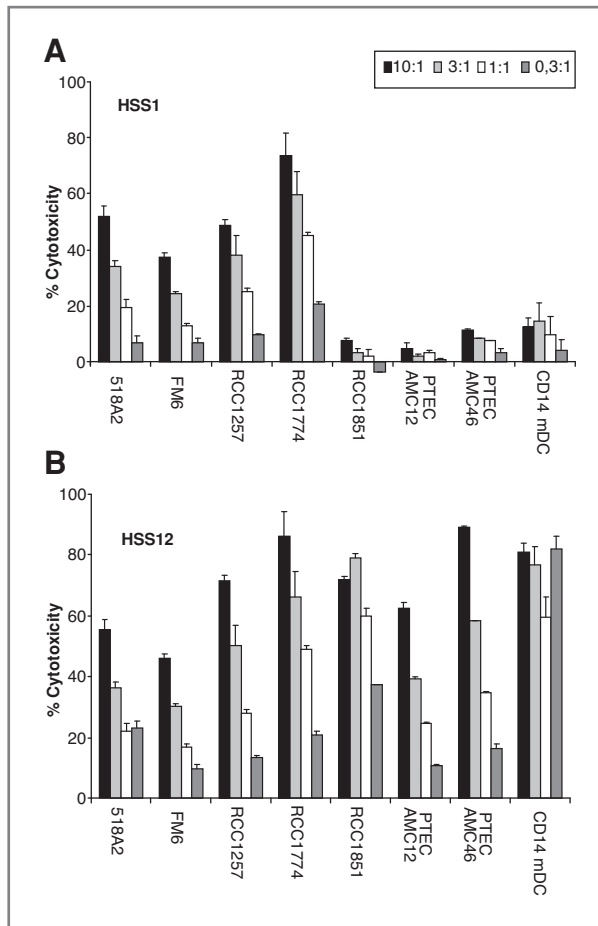 A
10:1 3:1 1:1 0,3:1
HSS1
100
80
60
40
20
0
% Cytotoxicity
518A2
FM6
RCC1257
RCC1774
RCC1851
PTEC
AMC12
PTEC
AMC46
CD14 mDC
B
HSS12
100
80
60
40
20
0
% Cytotoxicity
518A2
FM6
RCC1257
RCC1774
RCC1851
PTEC
AMC12
PTEC
AMC46
CD14 mDC